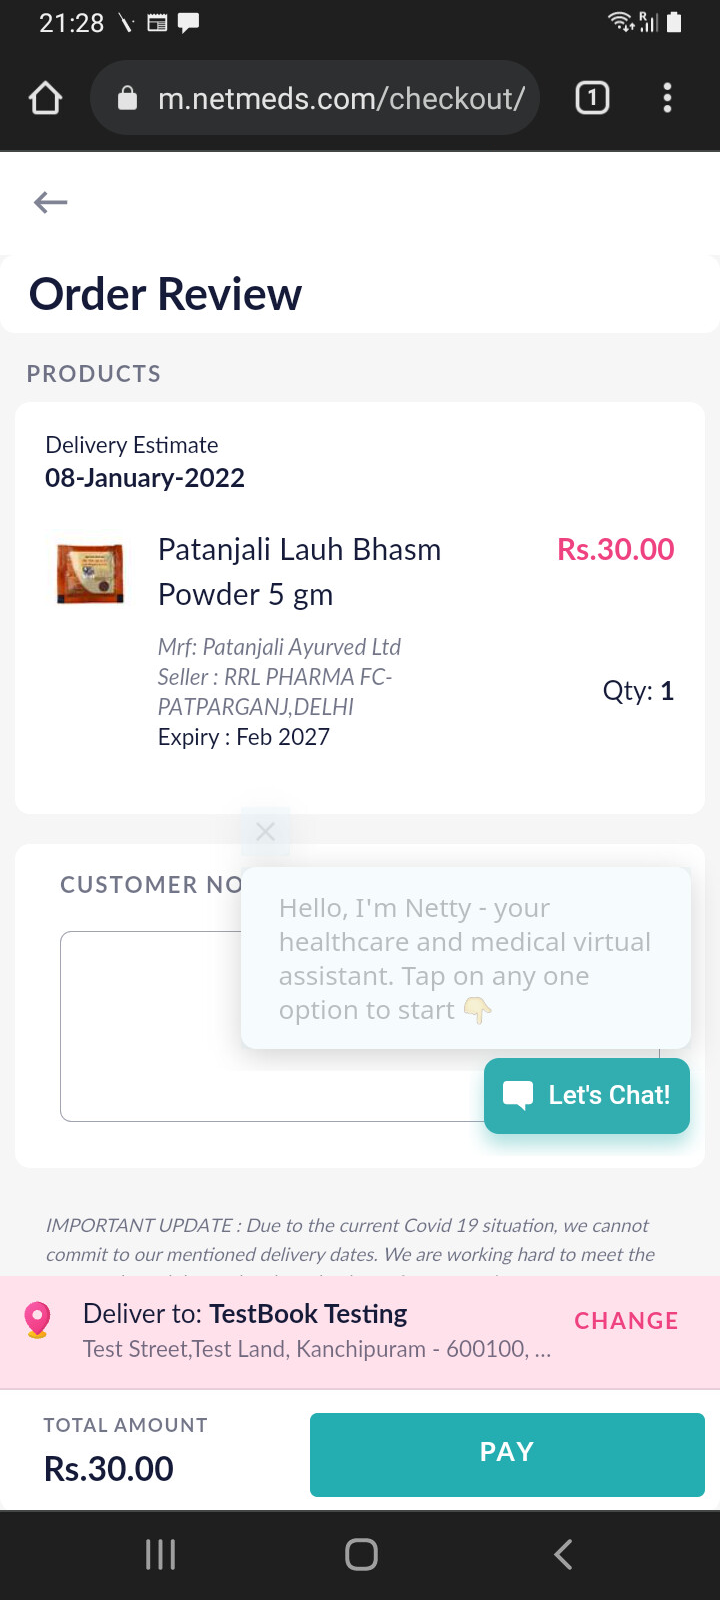 21:28
R
m.netmeds.com/checkout/
1
Order Review
PRODUCTS
Delivery Estimate
08-January-2022
Patanjali Lauh Bhasm
Rs.30.00
Powder 5 gm
Mrf: Patanjali Ayurved Ltd
Seller : RRL PHARMA FC-
PATPARGANJ,DELHI
Qty: 1
Expiry : Feb 2027
CUSTOMER NO
Hello, I'm Netty - your
healthcare and medical virtual
assistant. Tap on any one
option to start 👇
Let's Chat!
IMPORTANT UPDATE : Due to the current Covid 19 situation, we cannot
commit to our mentioned delivery dates. We are working hard to meet the
Deliver to: TestBook Testing
CHANGE
Test Street,Test Land, Kanchipuram - 600100, ...
TOTAL AMOUNT
Rs.30.00
PAY